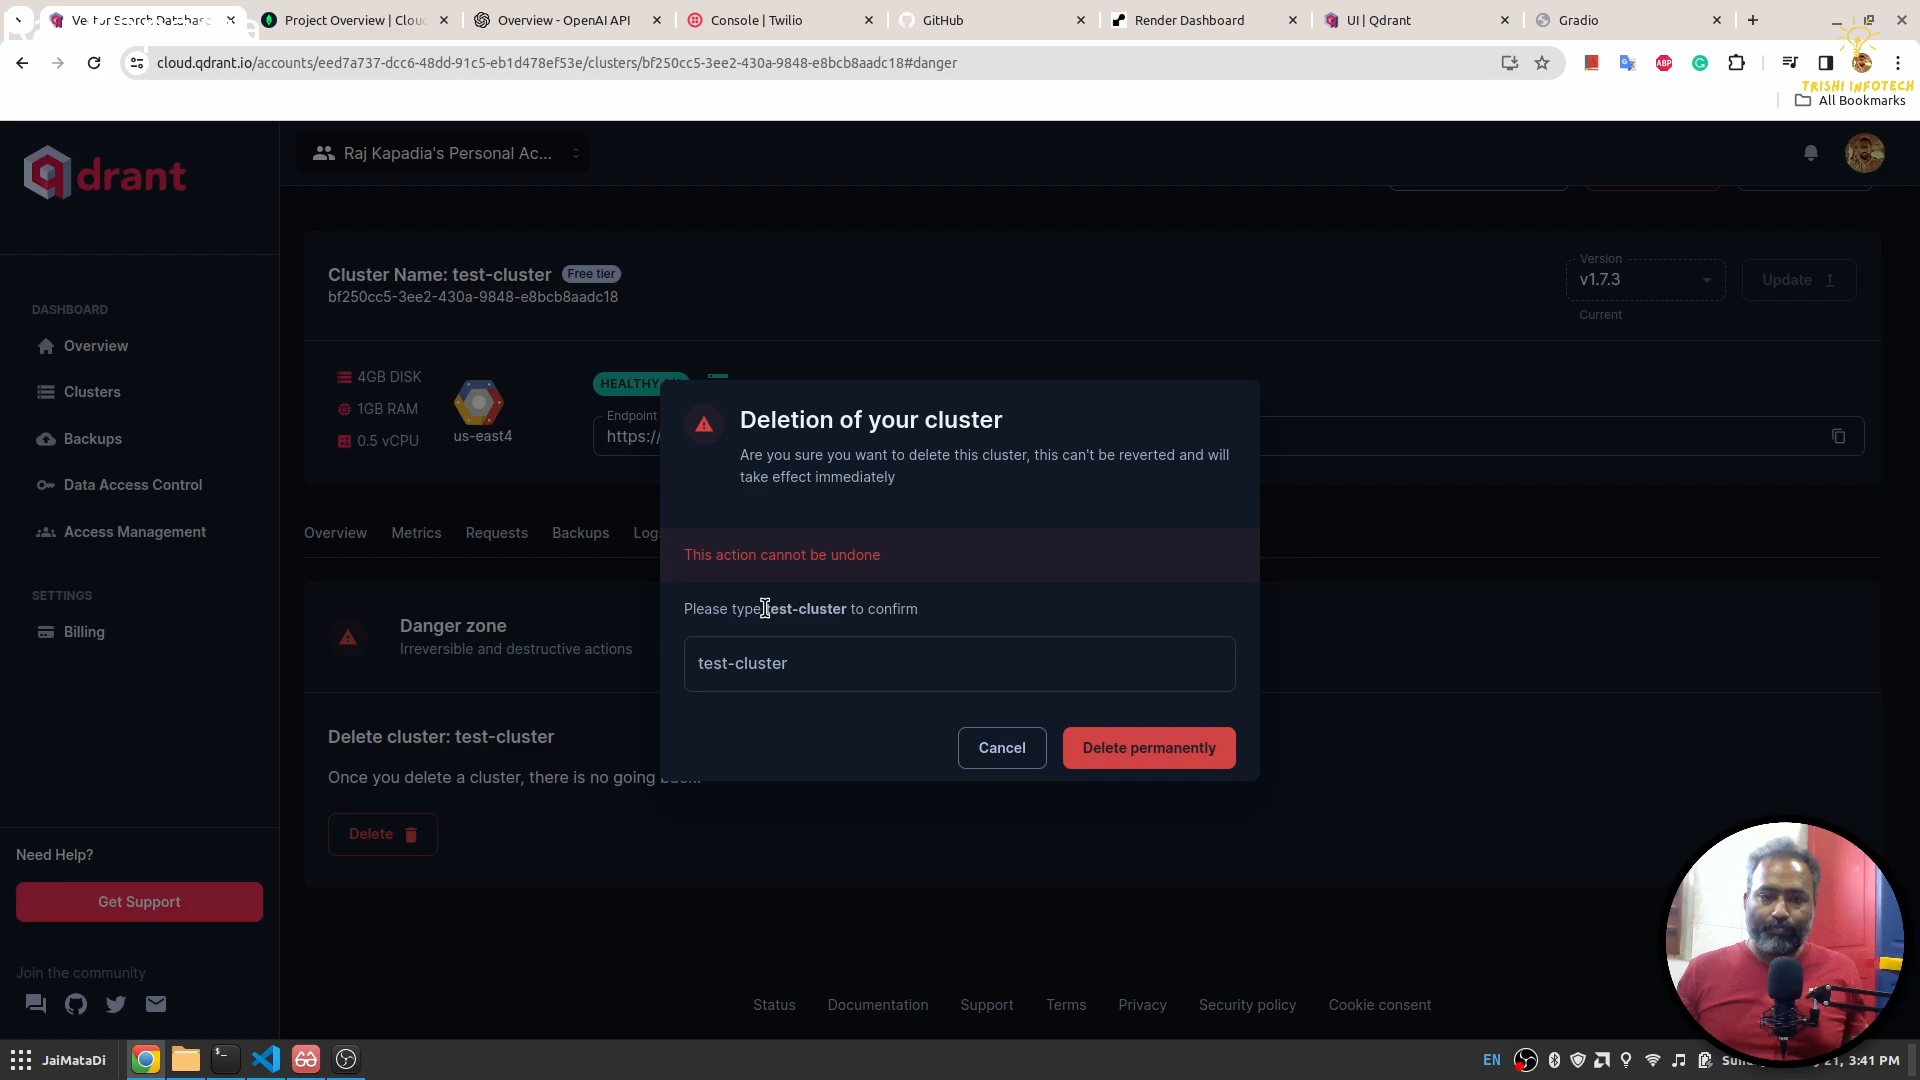 Project Overview | Clou
Overview - OpenAI API
Console | Twilio
GitHub
Render Dashboard
UI | Qdrant
Gradio
cloud.qdrant.io/accounts/eed7a737-dcc6-48dd-91c5-eb1d478ef53e/clusters/bf250cc5-3ee2-430a-9848-e8bcb8aadc18#danger
ABP
TRISHI INFOTECH
All Bookmarks
qdrant
Raj Kapadia's Personal Ac...
Cluster Name: test-cluster
Free tier
bf250cc5-3ee2-430a-9848-e8bcb8aadc18
Version
v1.7.3
Update
Current
DASHBOARD
Overview
Clusters
Backups
Data Access Control
Access Management
SETTINGS
Billing
4GB DISK
1GB RAM
0.5 vCPU
us-east4
HEALTHY
Endpoint
https://
Overview
Metrics
Requests
Backups
Danger zone
Irreversible and destructive actions
Delete cluster: test-cluster
Once you delete a cluster, there is no going back.
Delete
Deletion of your cluster
Are you sure you want to delete this cluster, this can't be reverted and will
take effect immediately
This action cannot be undone
Please type test-cluster to confirm
test-cluster
Cancel
Delete permanently
Need Help?
Get Support
Join the community
Status
Documentation
Support
Terms
Privacy
Security policy
Cookie consent
JaiMataDi
EN
21, 3:41 PM